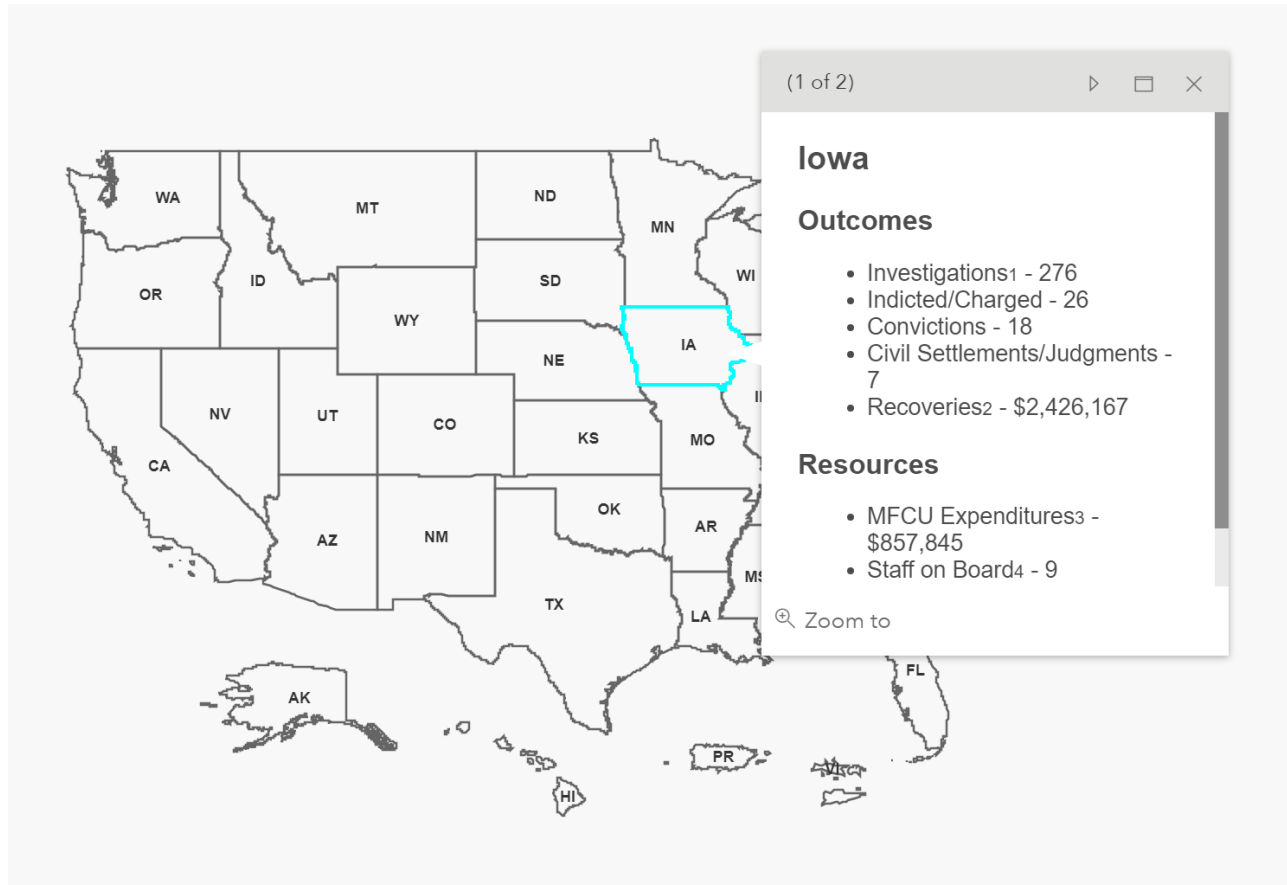 (1 of 2)
Iowa
Outcomes
• Investigations1 - 276
• Indicted/Charged - 26
• Convictions - 18
• Civil Settlements/Judgments -
7
• Recoveries2 - $2,426,167
Resources
• MFCU Expenditures3 -
$857,845
• Staff on Board4 - 9
Zoom to
WA
MT
ND
MN
OR
ID
SD
WI
WY
IA
NE
NV
UT
CO
KS
MO
CA
OK
AR
AZ
NM
MS
TX
LA
FL
AK
PR
VI
HI